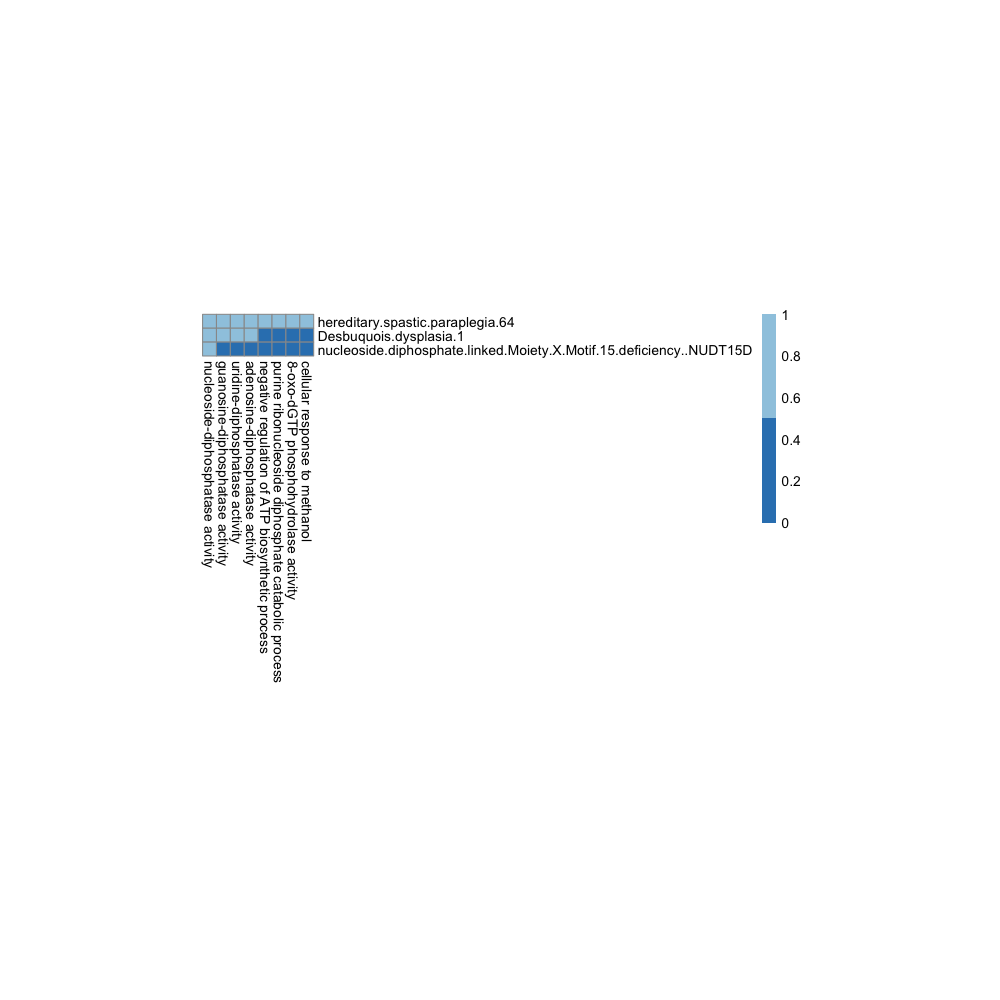 hereditary.spastic.paraplegia.64
Desbuquois.dysplasia.1
nucleoside.diphosphate.linked.Moiety.X.Motif.15.deficiency..NUDT15D
nucleoside-diphosphatase activity
guanosine-diphosphatase activity
uridine-diphosphatase activity
adenosine-diphosphatase activity
negative regulation of ATP biosynthetic process
purine ribonucleoside diphosphate catabolic process
8-oxo-dGTP phosphohydrolase activity
cellular response to methanol
1
0.8
0.6
0.4
0.2
0